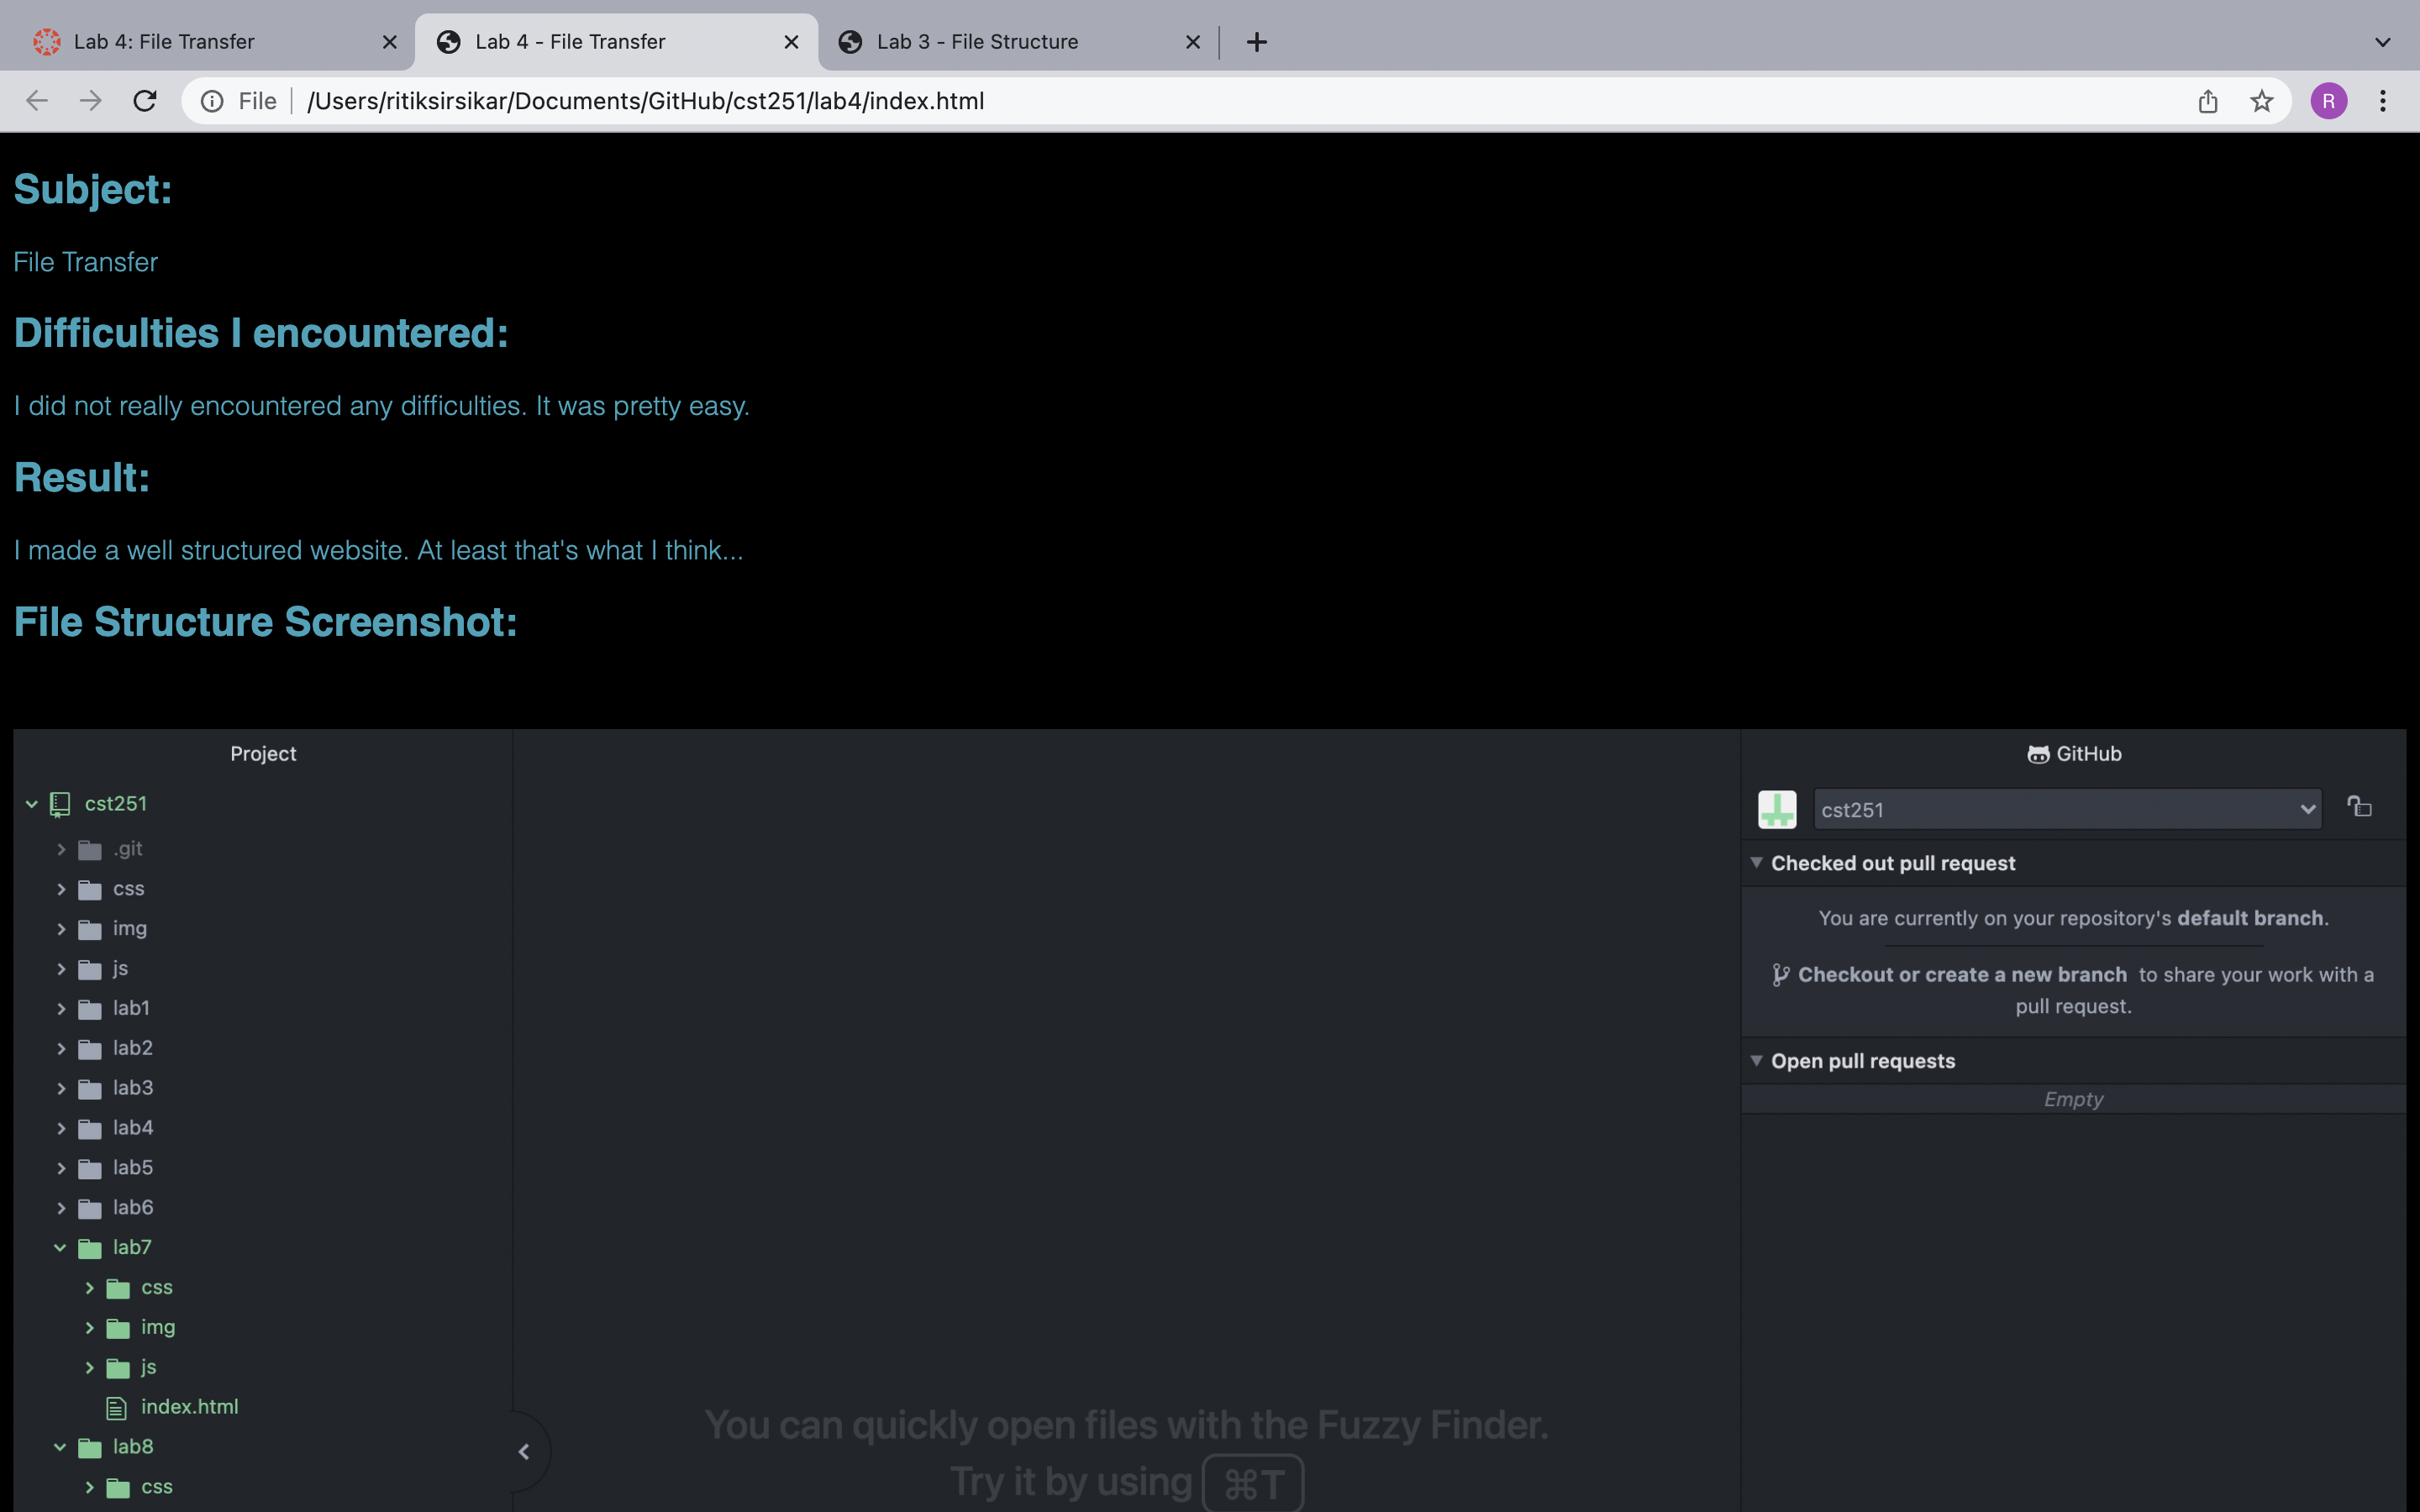 Lab 4: File Transfer
Lab 4 - File Transfer
Lab 3 - File Structure
File
/Users/ritiksirsikar/Documents/GitHub/cst251/lab4/index.html
R
Subject:
File Transfer
Difficulties I encountered:
I did not really encountered any difficulties. It was pretty easy.
Result:
I made a well structured website. At least that's what I think...
File Structure Screenshot:
Project
cst251
.git
css
img
js
lab1
lab2
lab3
lab4
lab5
lab6
lab7
css
img
js
index.html
lab8
css
You can quickly open files with the Fuzzy Finder.
Try it by using ⌘T
GitHub
cst251
Checked out pull request
You are currently on your repository's default branch.
Checkout or create a new branch to share your work with a
pull request.
Open pull requests
Empty